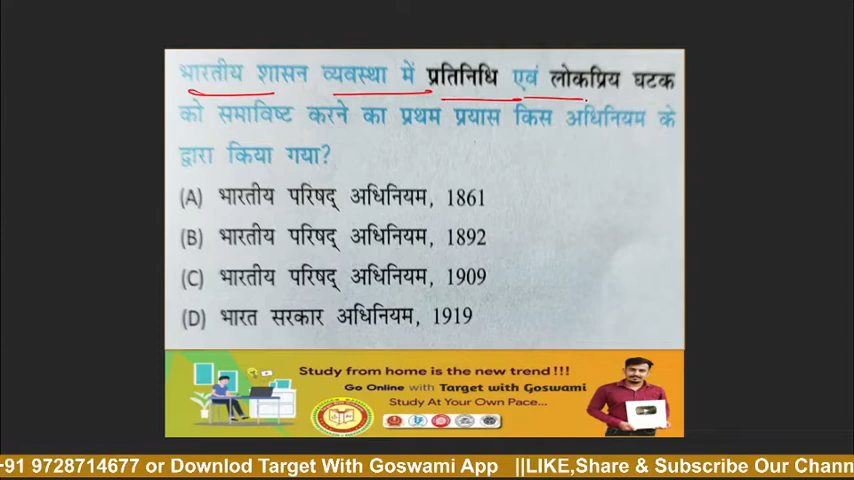 भारतीय शासन व्यवस्था में प्रतिनिधि एवं लोकप्रिय घटक
को समाविष्ट करने का प्रथम प्रयास किस अधिनियम के
द्वारा किया गया?
(A) भारतीय परिषद् अधिनियम, 1861
(B) भारतीय परिषद् अधिनियम, 1892
(C) भारतीय परिषद् अधिनियम, 1909
(D) भारत सरकार अधिनियम, 1919
Study from home is the new trend!!!
Go Online with Target with Goswami
Study At Your Own Pace...
+91 9728714677 or Downlod Target With Goswami App ||LIKE,Share & Subscribe Our Chann